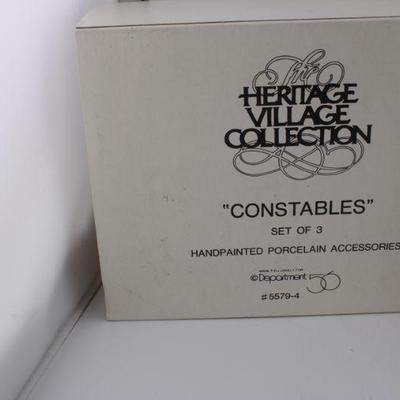 The
HERITAGE
VILLAGE
COLLECTION
"CONSTABLES"
SET OF 3
HANDPAINTED PORCELAIN ACCESSORIES
©Department 56
#5579-4